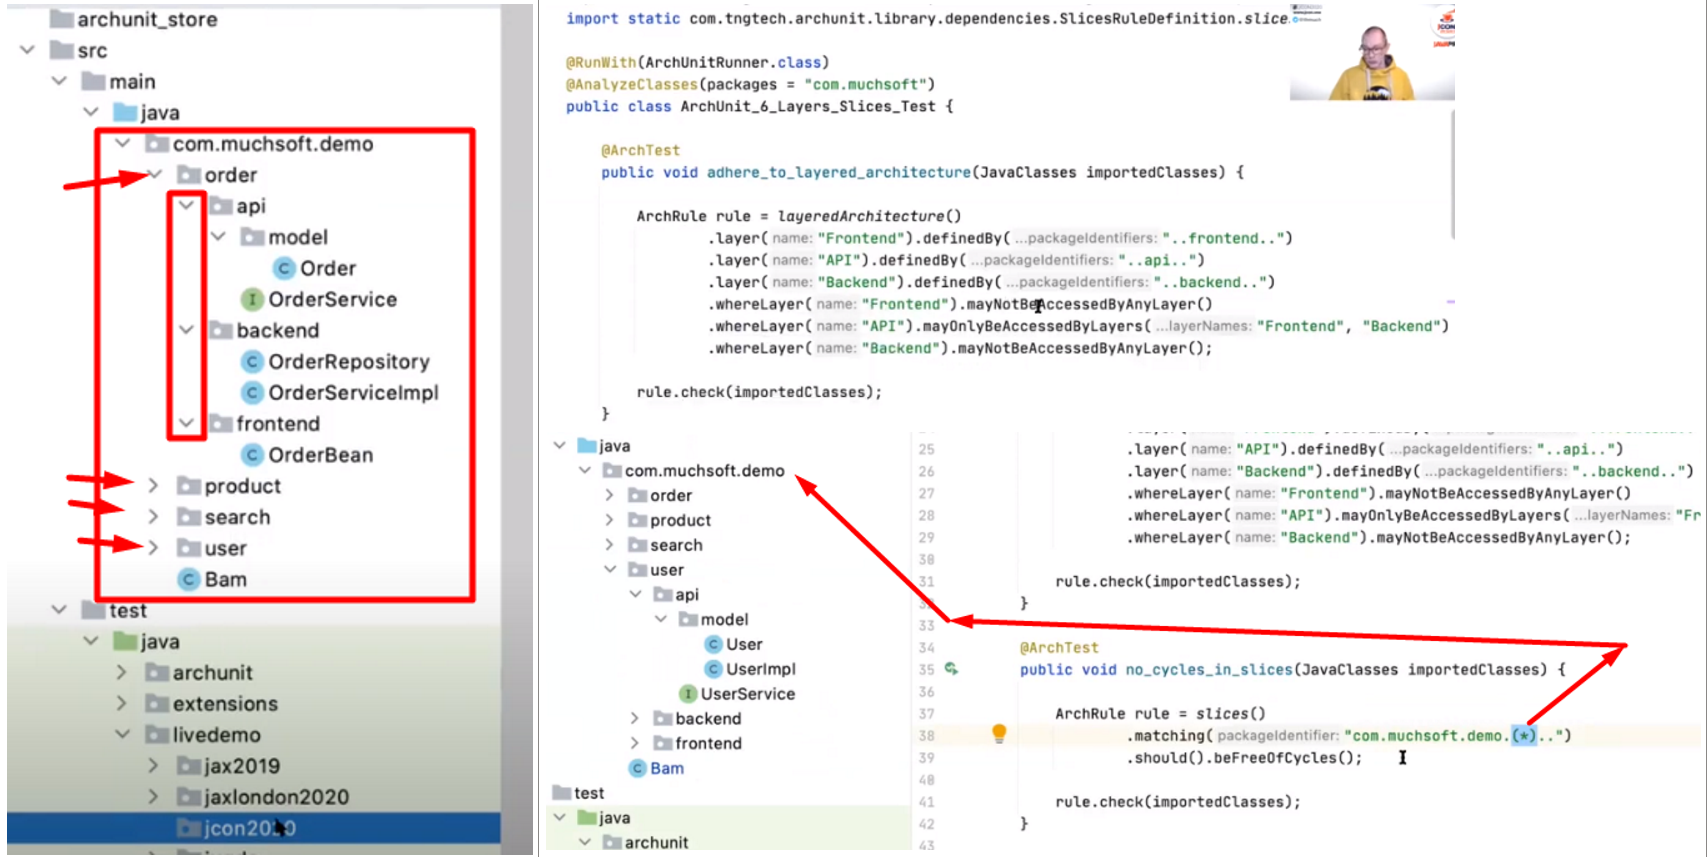 archunit_store
src
main
java
com.muchsoft.demo
order
api
model
Order
OrderService
backend
OrderRepository
OrderServiceImpl
frontend
OrderBean
product
search
user
Bam
test
java
archunit
extensions
livedemo
jax2019
jaxlondon2020
jcon2020
import static com.tngtech.archunit.library.dependencies.SlicesRuleDefinition.slice
@RunWith(ArchUnitRunner.class)
@AnalyzeClasses(packages = "com.muchsoft")
public class ArchUnit_6_Layers_Slices_Test {
@ArchTest
public void adhere_to_layered_architecture(JavaClasses importedClasses) {
ArchRule rule = layeredArchitecture()
.layer( name: "Frontend").definedBy( ...packageIdentifiers: "..frontend..")
.layer( name: "API").definedBy( ...packageIdentifiers: "..api..")
.layer( name: "Backend").definedBy( ...packageIdentifiers: "..backend..")
.whereLayer( name: "Frontend").mayNotBeAccessedByAnyLayer()
.whereLayer( name: "API").mayOnlyBeAccessedByLayers( ...layerNames: "Frontend", "Backend")
.whereLayer( name: "Backend").mayNotBeAccessedByAnyLayer();
rule.check(importedClasses);
}
java
com.muchsoft.demo
order
product
search
user
api
model
User
UserImpl
UserService
backend
frontend
Bam
test
java
archunit
25 .layer( name: "API").definedBy( ...packageIdentifiers: "..api..")
26 .layer( name: "Backend").definedBy( ...packageIdentifiers: "..backend..")
27 .whereLayer( name: "Frontend").mayNotBeAccessedByAnyLayer()
28 .whereLayer( name: "API").mayOnlyBeAccessedByLayers( ...layerNames: "Fr
29 .whereLayer( name: "Backend").mayNotBeAccessedByAnyLayer();
30
31 rule.check(importedClasses);
32 }
33
34 @ArchTest
35 public void no_cycles_in_slices(JavaClasses importedClasses) {
36
37 ArchRule rule = slices()
38 .matching( packageIdentifier: "com.muchsoft.demo.(*)..")
39 .should().beFreeOfCycles();
40
41 rule.check(importedClasses);
42 }
43